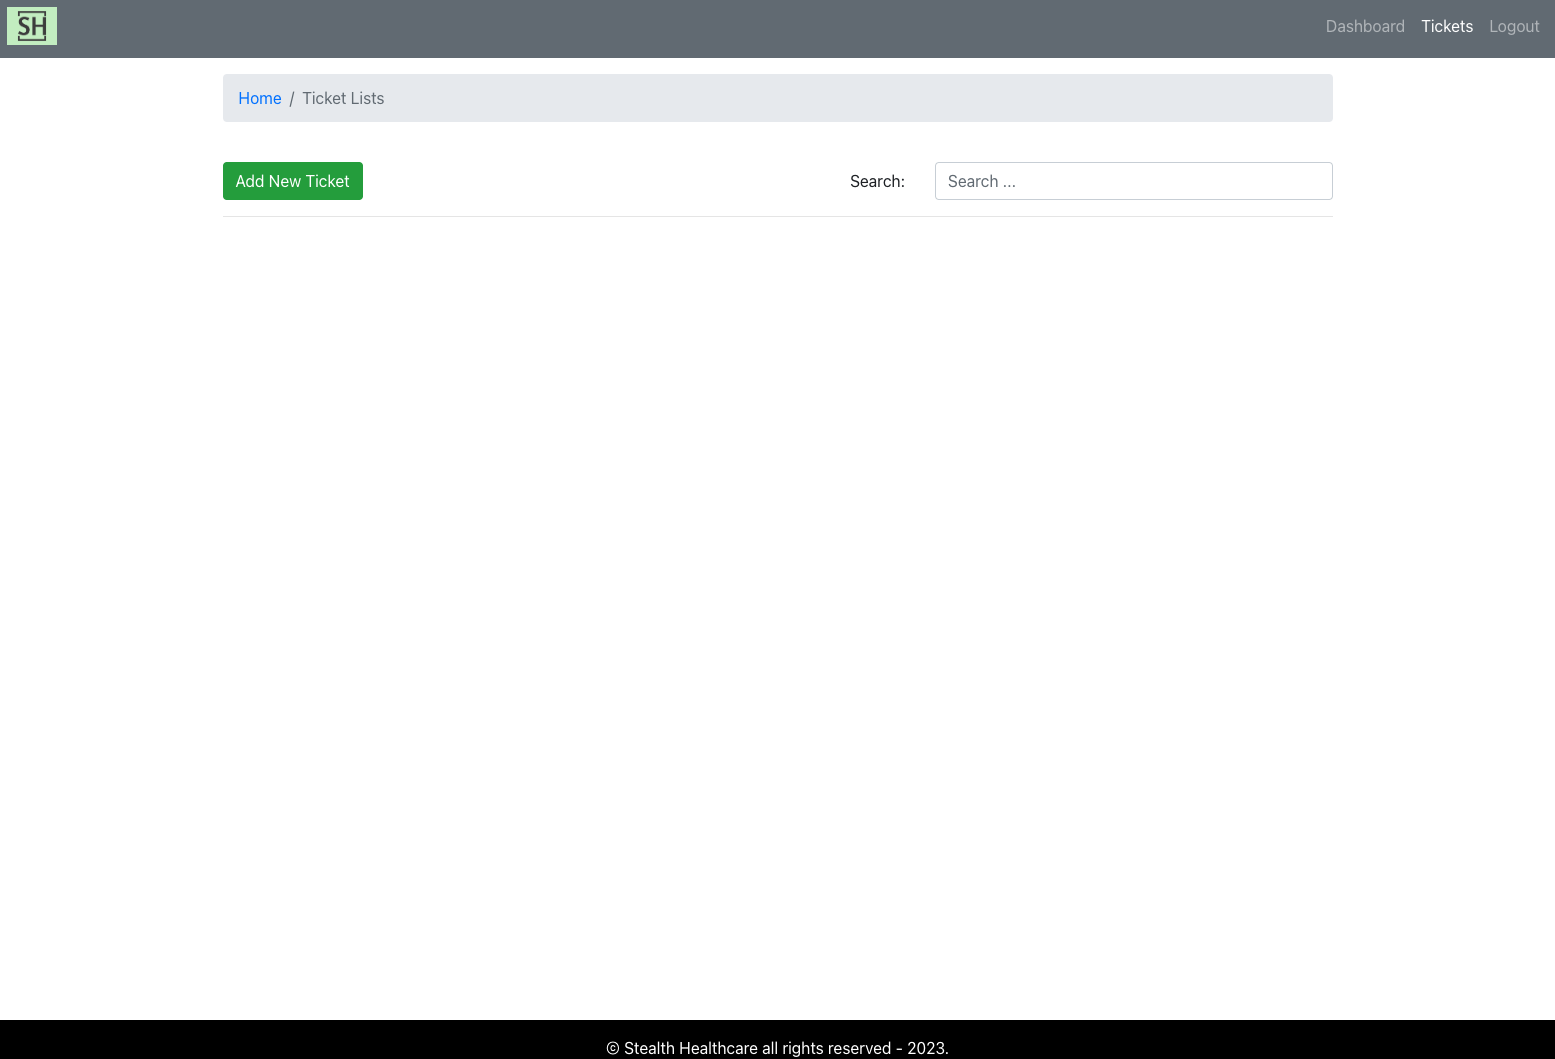 SH
Dashboard Tickets Logout
Home / Ticket Lists
Add New Ticket Search: Search ...
© Stealth Healthcare all rights reserved - 2023.